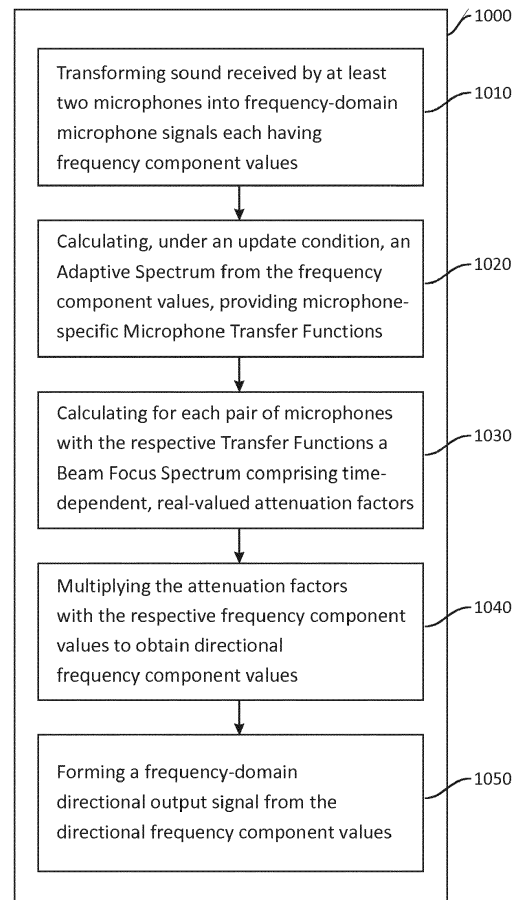 1000
Transforming sound received by at least
two microphones into frequency-domain
microphone signals each having
frequency component values
1010
Calculating, under an update condition, an
Adaptive Spectrum from the frequency
component values, providing microphone-
specific Microphone Transfer Functions
1020
Calculating for each pair of microphones
with the respective Transfer Functions a
Beam Focus Spectrum comprising time-
dependent, real-valued attenuation factors
1030
Multiplying the attenuation factors
with the respective frequency component
values to obtain directional
frequency component values
1040
Forming a frequency-domain
directional output signal from the
directional frequency component values
1050